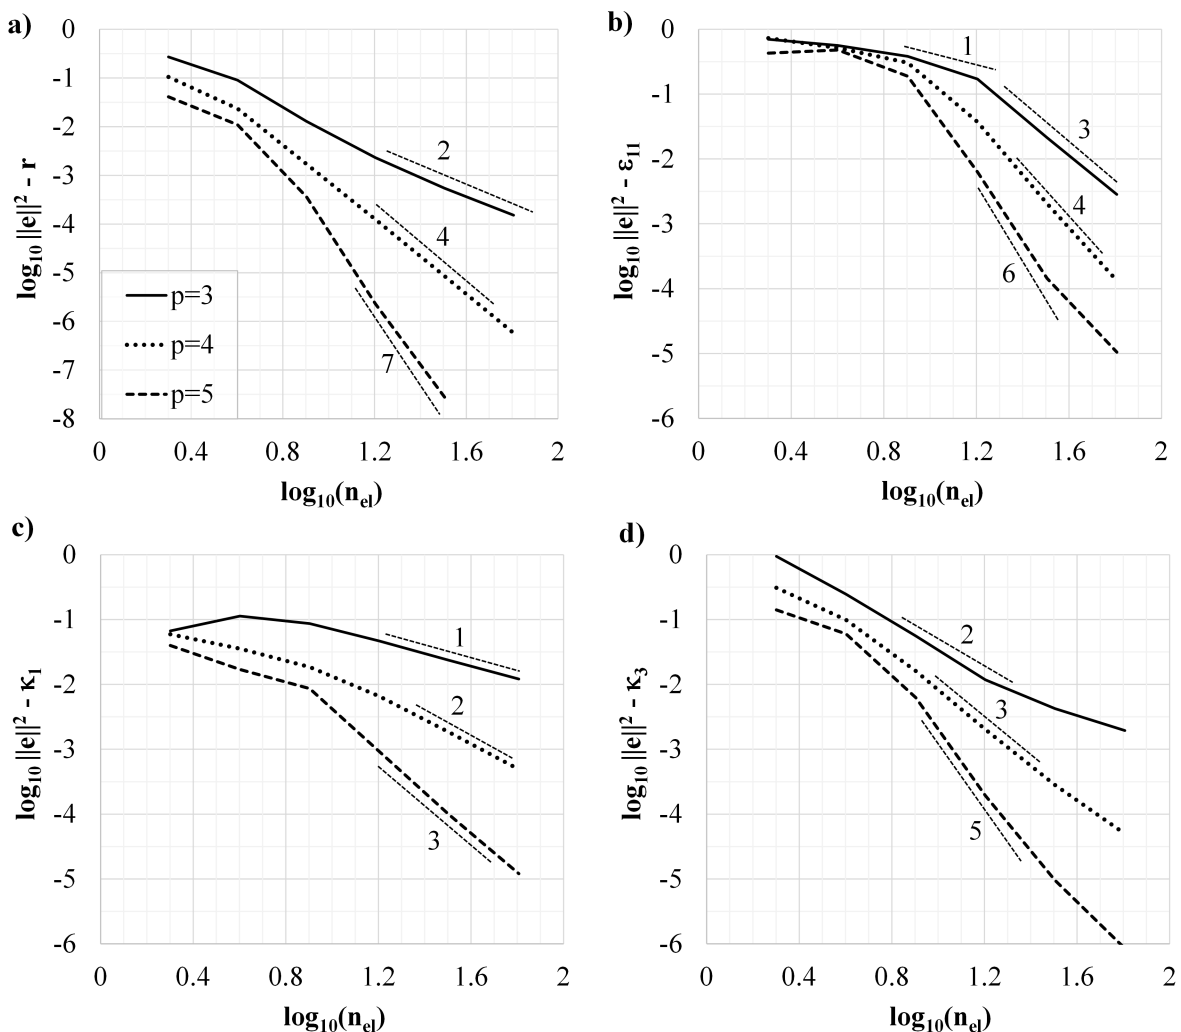 a)
0
-1
-2
-3
-4
-5
-6
-7
-8
log₁₀ ||e||² - r
2
4
7
p=3
p=4
p=5
0 0.4 0.8 1.2 1.6 2
log₁₀(nₑₗ)
b)
0
-1
-2
-3
-4
-5
-6
log₁₀ ||e||² - ε₁₁
1
3
4
6
0 0.4 0.8 1.2 1.6 2
log₁₀(nₑₗ)
c)
0
-1
-2
-3
-4
-5
-6
log₁₀ ||e||² - κ₁
1
2
3
0 0.4 0.8 1.2 1.6 2
log₁₀(nₑₗ)
d)
0
-1
-2
-3
-4
-5
-6
log₁₀ ||e||² - κ₃
2
3
5
0 0.4 0.8 1.2 1.6 2
log₁₀(nₑₗ)